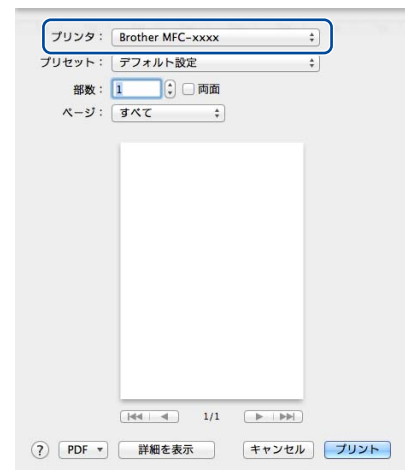 プリンタ： Brother MFC-xxxx
プリセット： デフォルト設定
部数： 1 両面
ページ： すべて
1/1
? PDF 詳細を表示 キャンセル プリント